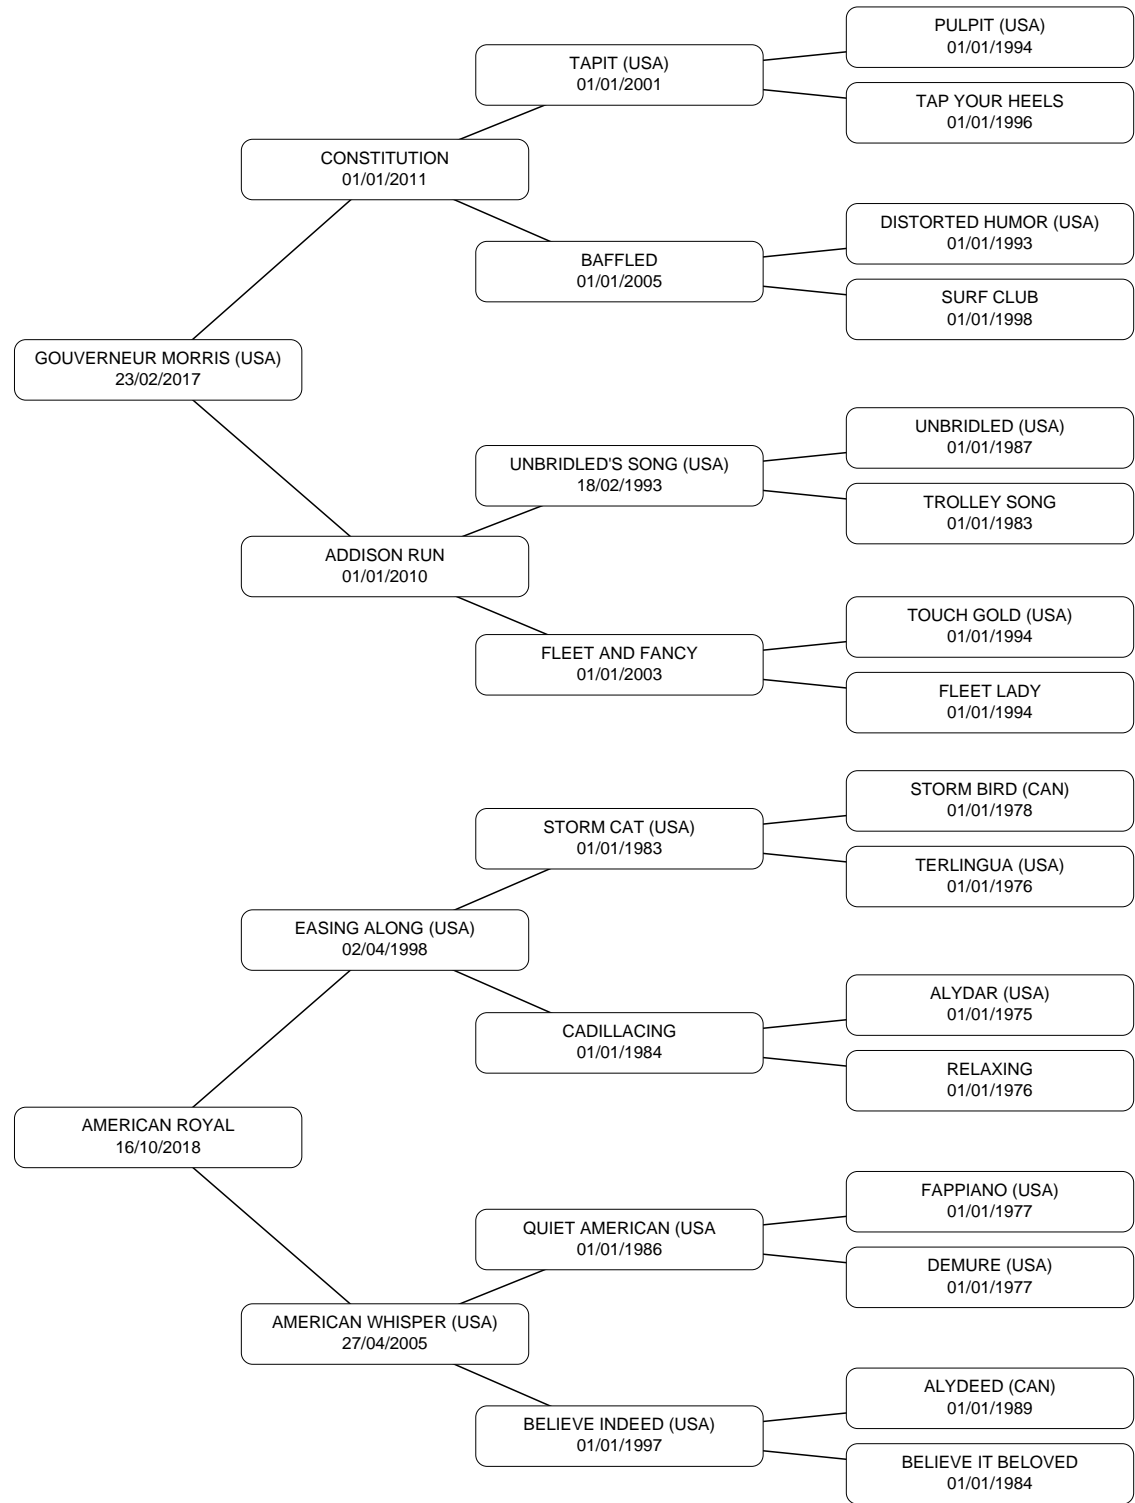 PULPIT (USA)
01/01/1994
TAPIT (USA)
01/01/2001
TAP YOUR HEELS
01/01/1996
CONSTITUTION
01/01/2011
DISTORTED HUMOR (USA)
01/01/1993
BAFFLED
01/01/2005
SURF CLUB
01/01/1998
GOUVERNEUR MORRIS (USA)
23/02/2017
UNBRIDLED (USA)
01/01/1987
UNBRIDLED'S SONG (USA)
18/02/1993
TROLLEY SONG
01/01/1983
ADDISON RUN
01/01/2010
TOUCH GOLD (USA)
01/01/1994
FLEET AND FANCY
01/01/2003
FLEET LADY
01/01/1994
STORM BIRD (CAN)
01/01/1978
STORM CAT (USA)
01/01/1983
TERLINGUA (USA)
01/01/1976
EASING ALONG (USA)
02/04/1998
ALYDAR (USA)
01/01/1975
CADILLACING
01/01/1984
RELAXING
01/01/1976
AMERICAN ROYAL
16/10/2018
FAPPIANO (USA)
01/01/1977
QUIET AMERICAN (USA
01/01/1986
DEMURE (USA)
01/01/1977
AMERICAN WHISPER (USA)
27/04/2005
ALYDEED (CAN)
01/01/1989
BELIEVE INDEED (USA)
01/01/1997
BELIEVE IT BELOVED
01/01/1984